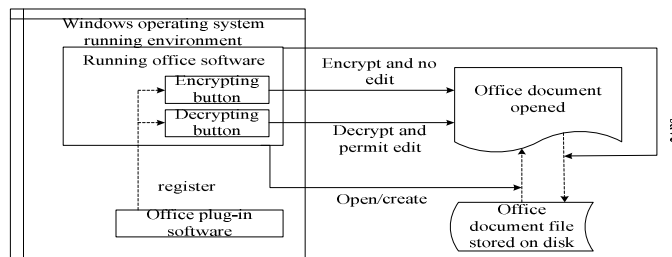 Windows operating system
running environment
Running office software
Encrypting
button
Decrypting
button
register
Office plug-in
software
Encrypt and no
edit
Decrypt and
permit edit
Open/create
Office document
opened
Office
document file
stored on disk